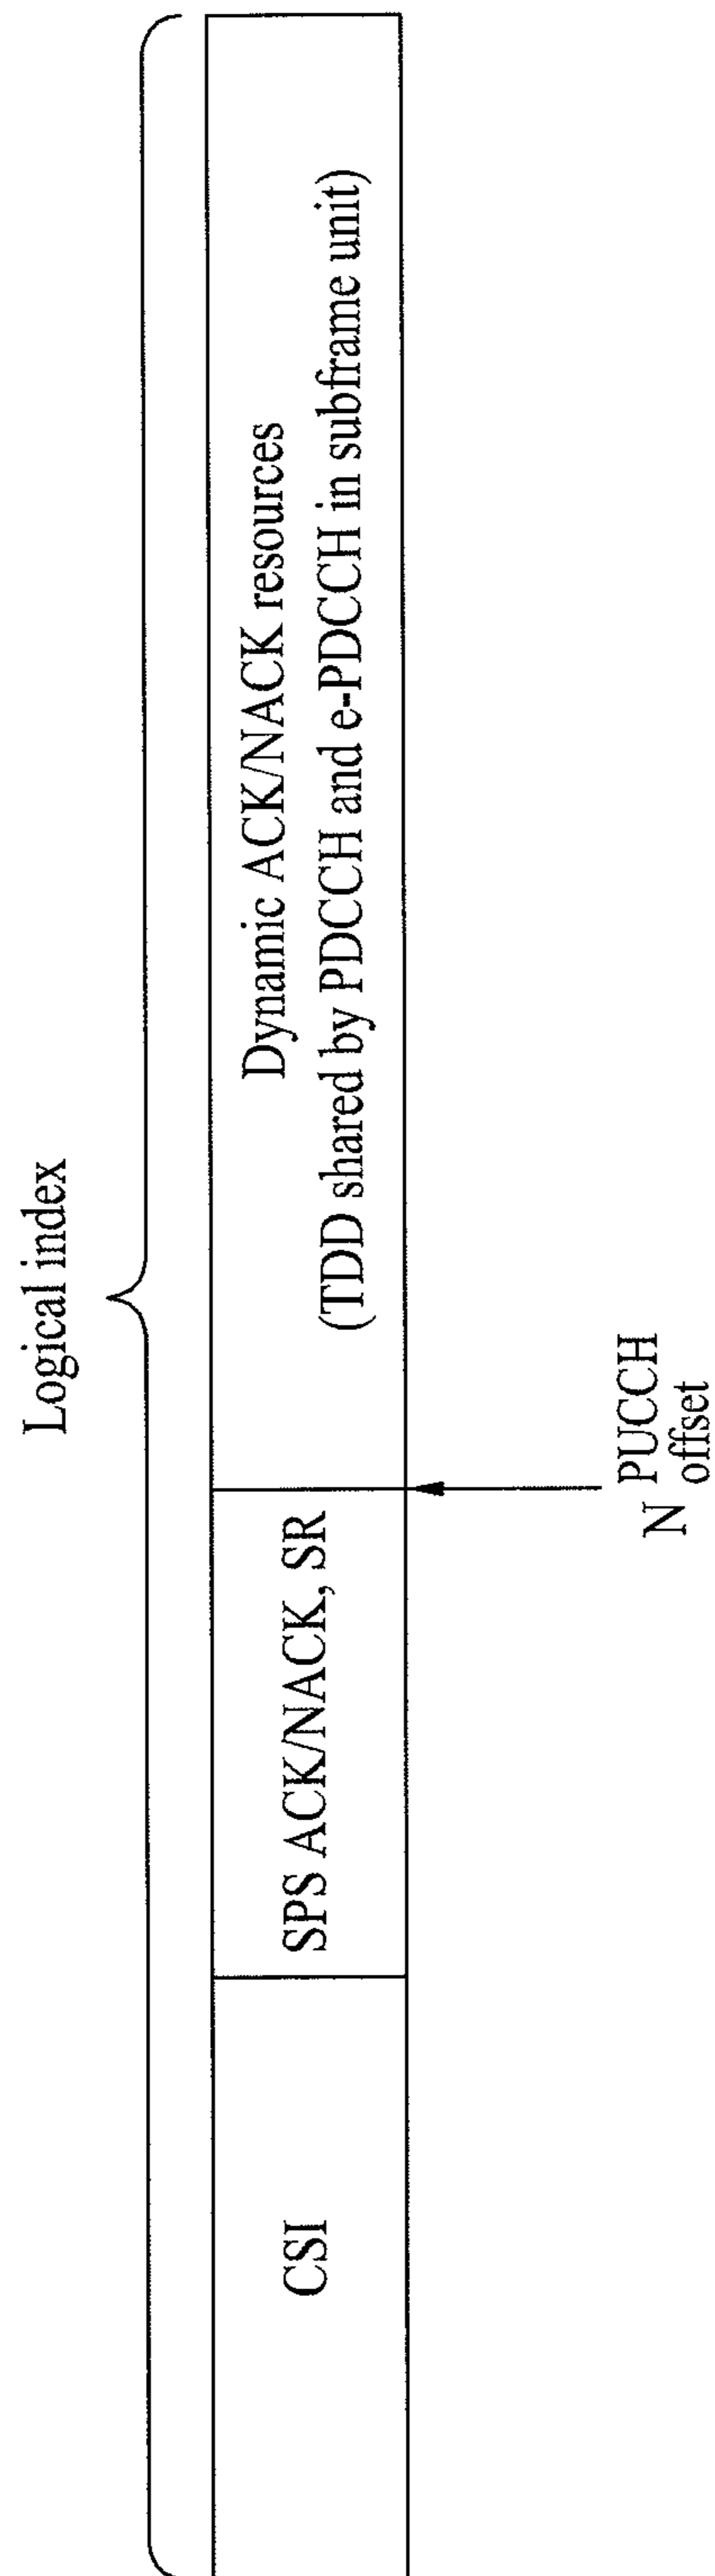 Logical index
CSI
SPS ACK/NACK, SR
Dynamic ACK/NACK resources
(TDD shared by PDCCH and e-PDCCH in subframe unit)
N PUCCH
offset